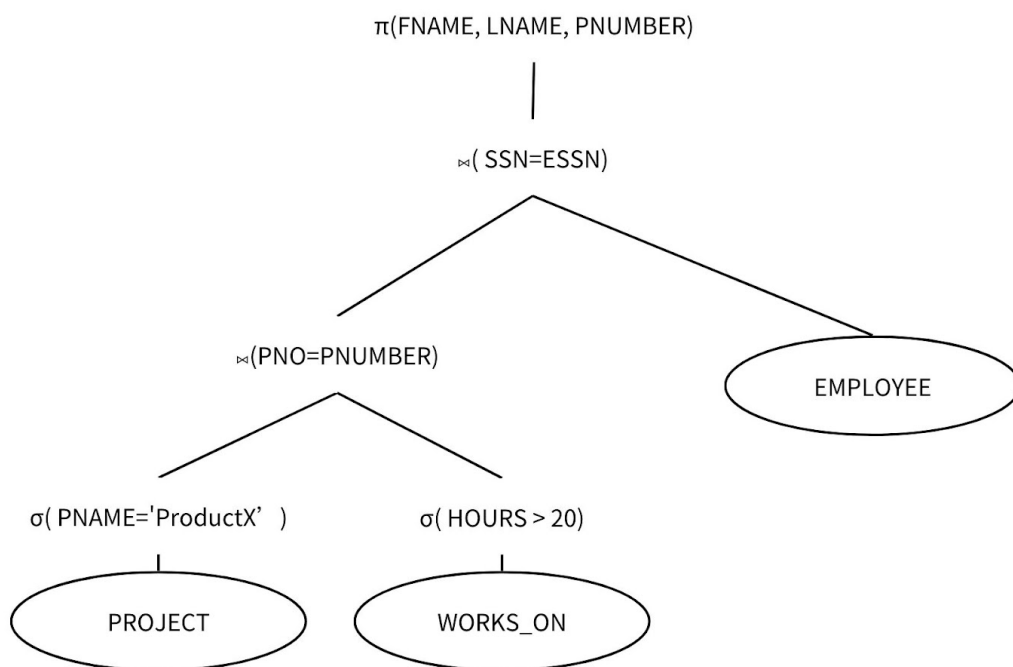 π(FNAME, LNAME, PNUMBER)
⋈( SSN=ESSN)
⋈(PNO=PNUMBER)
EMPLOYEE
σ( PNAME='ProductX’ )
σ( HOURS > 20)
PROJECT
WORKS_ON